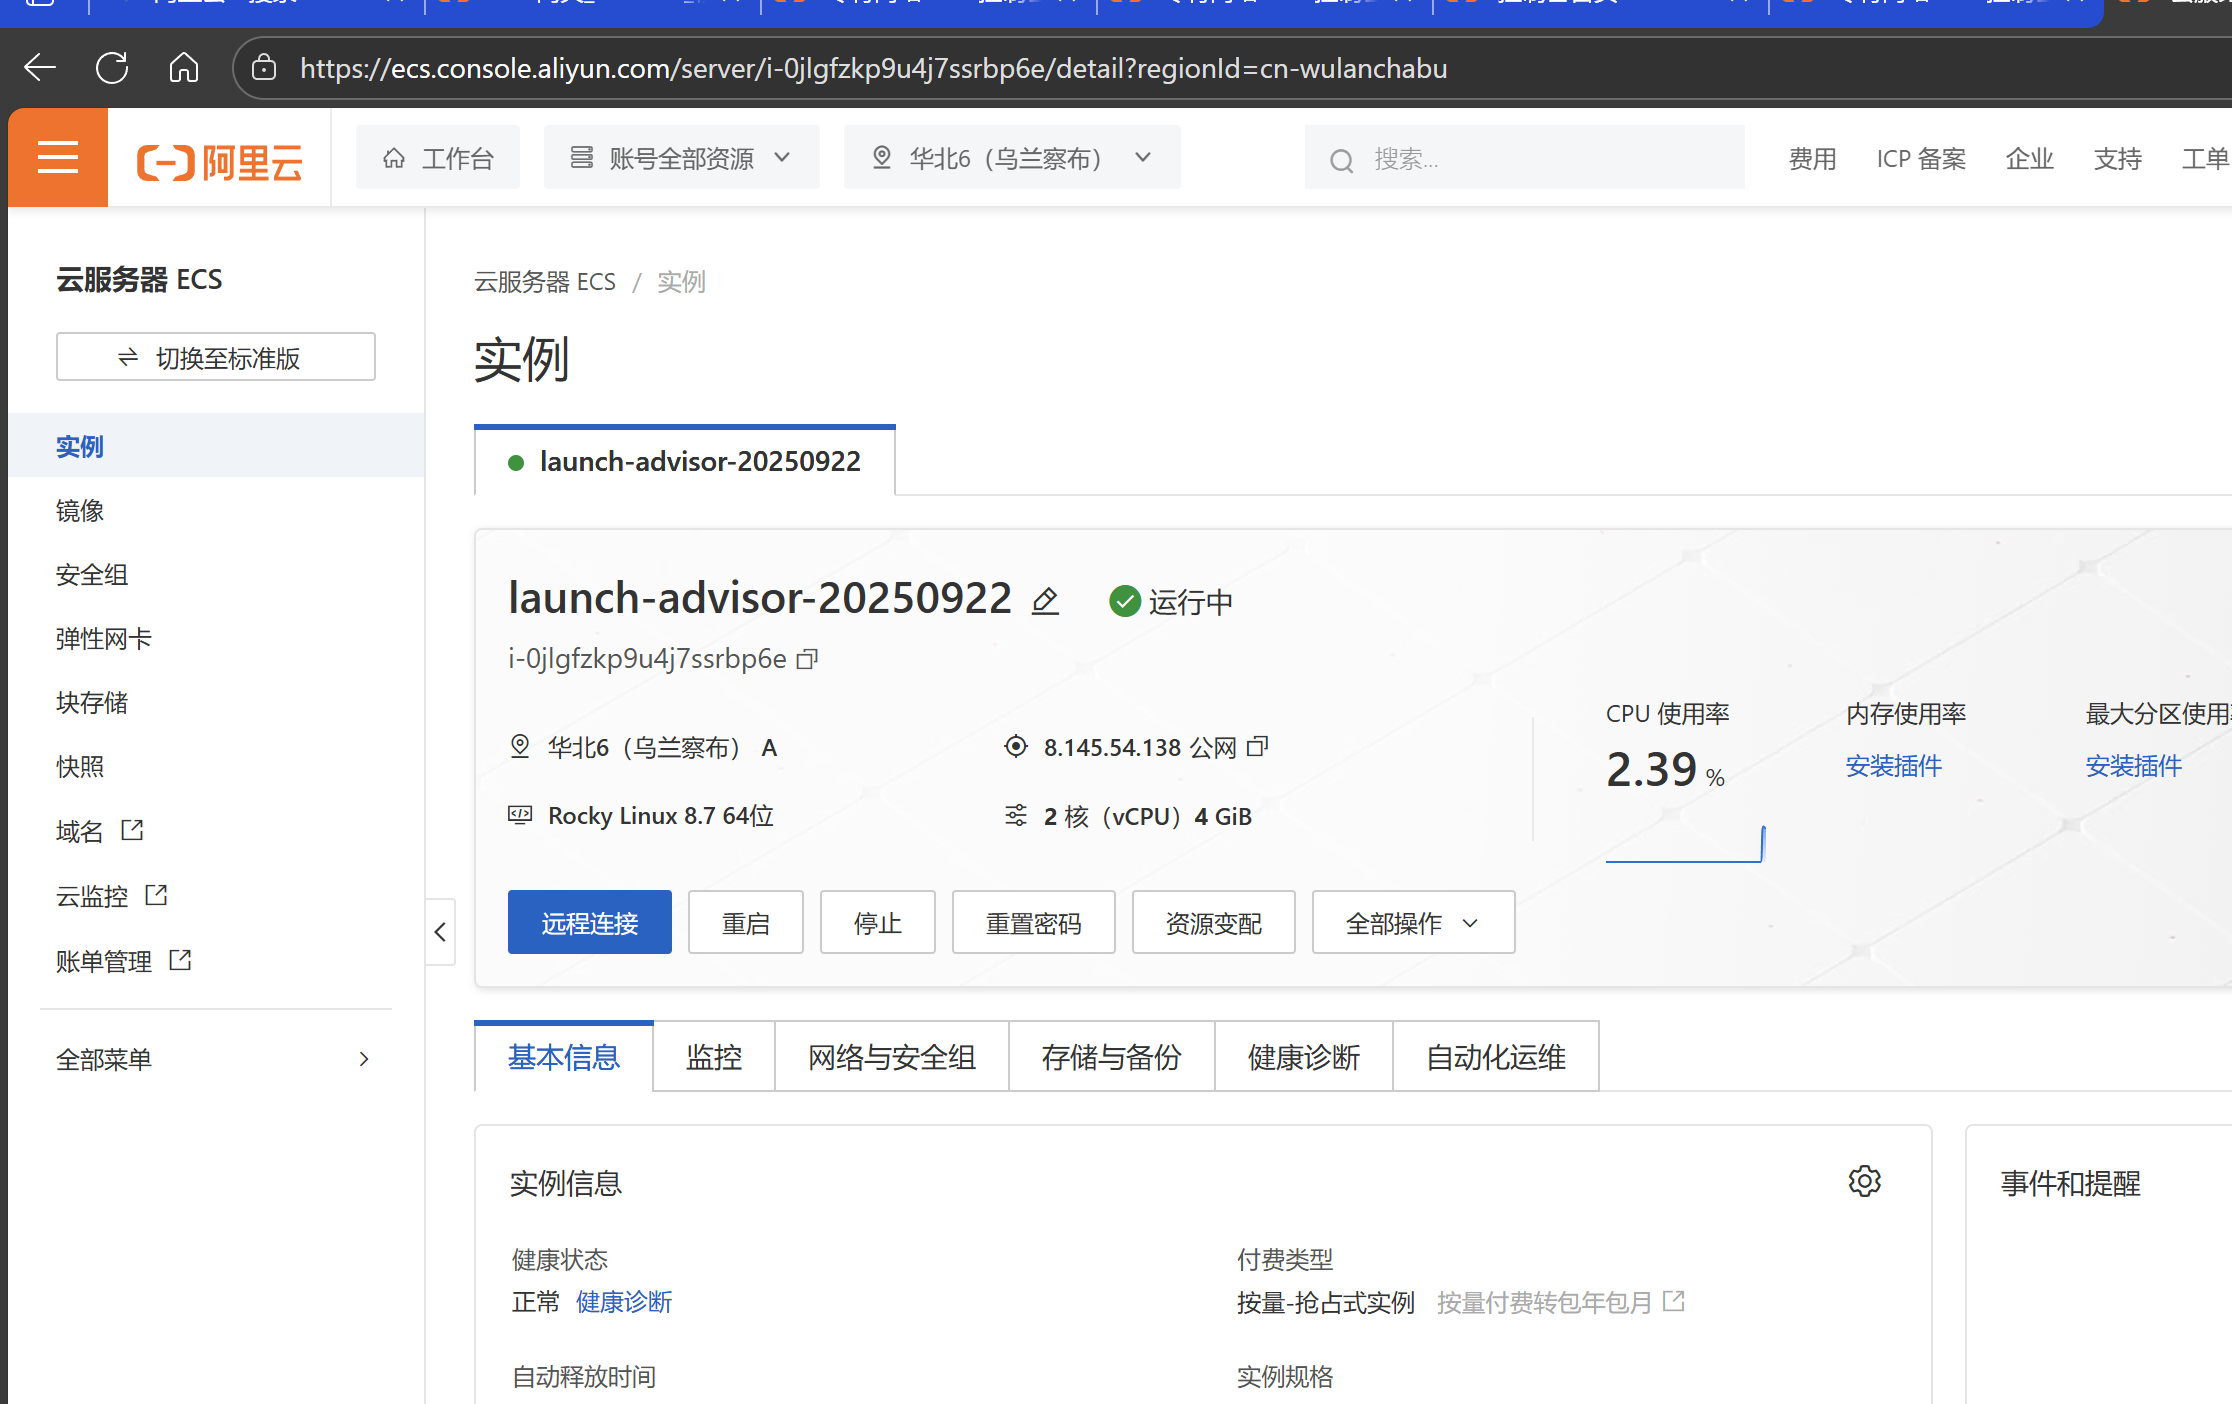 https://ecs.console.aliyun.com/server/i-0jlgfzkp9u4j7ssrbp6e/detail?regionId=cn-wulanchabu
阿里云
工作台
账号全部资源
华北6（乌兰察布）
搜索...
费用
ICP 备案
企业
支持
工单
云服务器 ECS
切换至标准版
实例
镜像
安全组
弹性网卡
块存储
快照
域名
云监控
账单管理
全部菜单
云服务器 ECS / 实例
实例
launch-advisor-20250922
launch-advisor-20250922
运行中
i-0jlgfzkp9u4j7ssrbp6e
华北6（乌兰察布） A
8.145.54.138 公网
Rocky Linux 8.7 64位
2 核（vCPU）4 GiB
CPU 使用率
2.39 %
内存使用率
安装插件
最大分区使用
安装插件
远程连接
重启
停止
重置密码
资源变配
全部操作
基本信息
监控
网络与安全组
存储与备份
健康诊断
自动化运维
实例信息
健康状态
正常 健康诊断
付费类型
按量-抢占式实例 按量付费转包年包月
自动释放时间
实例规格
事件和提醒